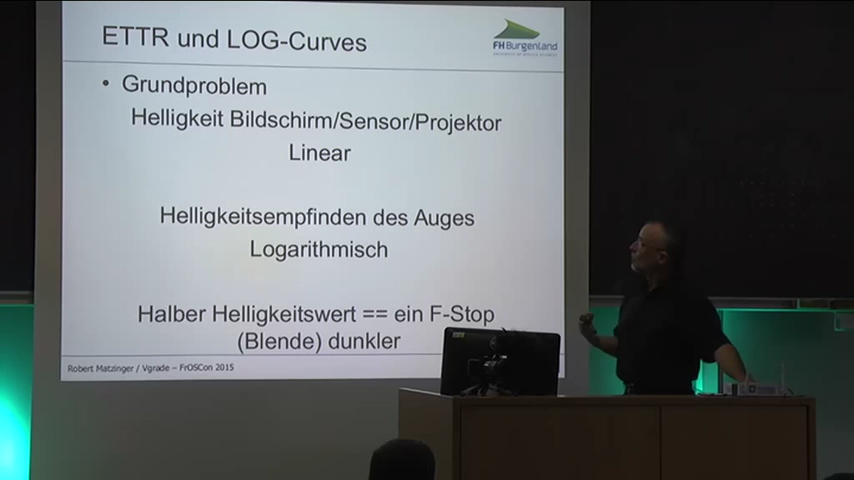 ETTR und LOG-Curves
FH Burgenland
• Grundproblem
Helligkeit Bildschirm/Sensor/Projektor
Linear
Helligkeitsempfinden des Auges
Logarithmisch
Halber Helligkeitswert == ein F-Stop
(Blende) dunkler
Robert Matzinger / Vgrade – FrOSCon 2015